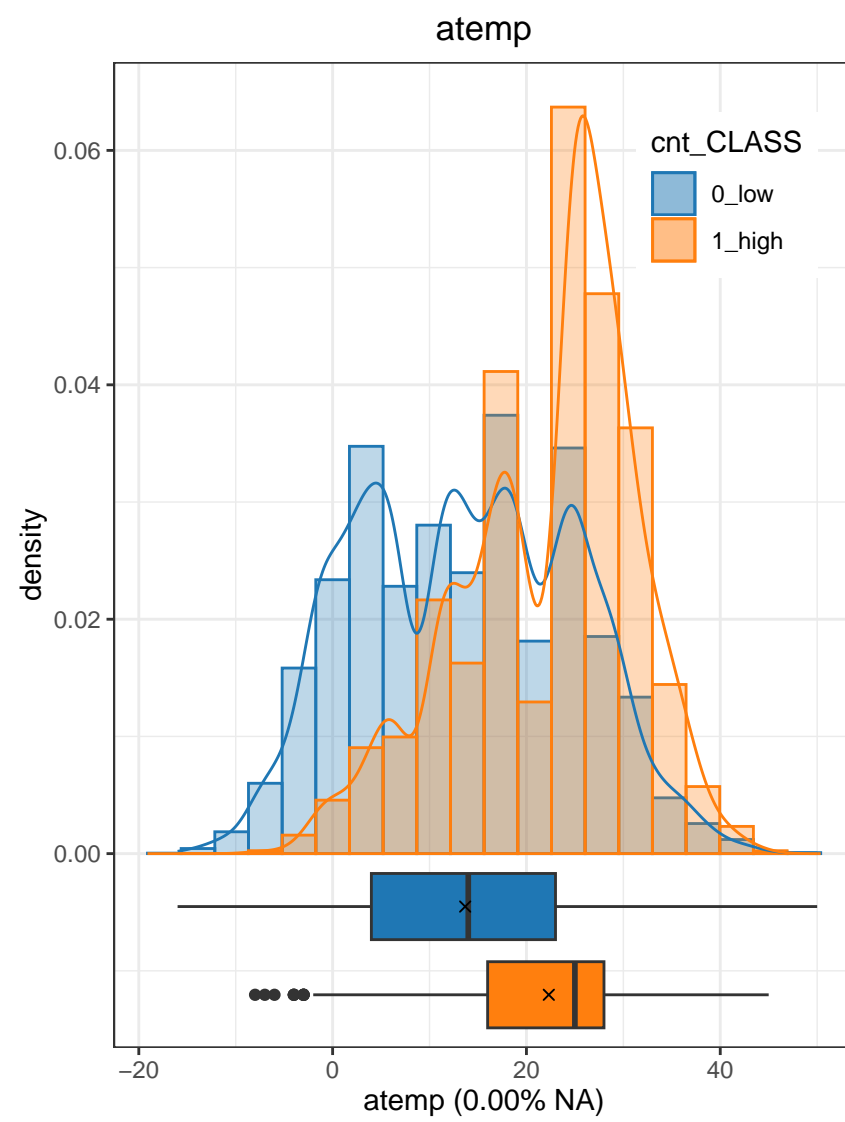 atemp
cnt_CLASS
0_low
1_high
0.06
0.04
0.02
0.00
density
−20
0
20
40
atemp (0.00% NA)